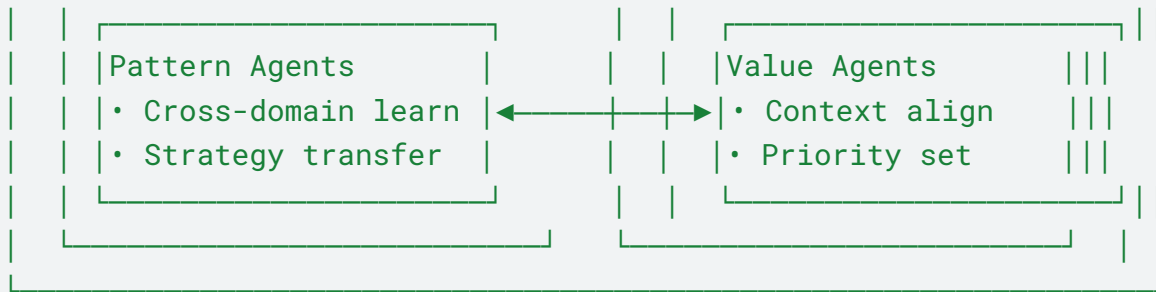 Pattern Agents Value Agents
• Cross-domain learn • Context align
• Strategy transfer • Priority set